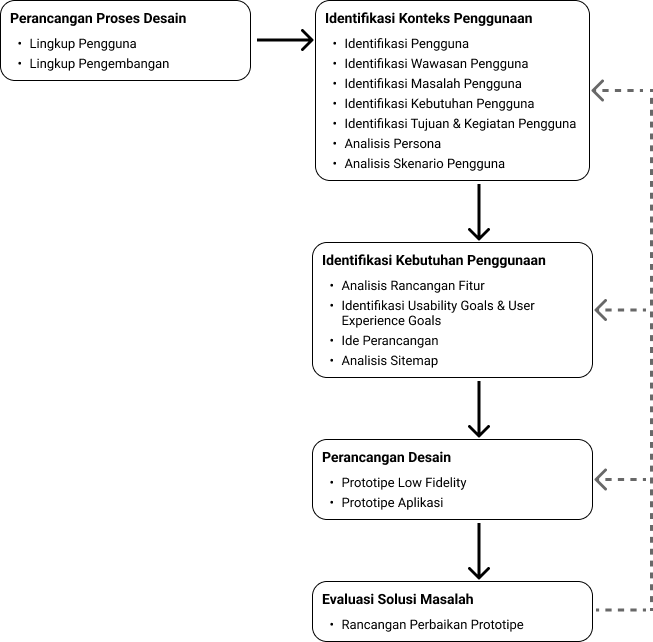 Perancangan Proses Desain
• Lingkup Pengguna
• Lingkup Pengembangan
Identifikasi Konteks Penggunaan
• Identifikasi Pengguna
• Identifikasi Wawasan Pengguna
• Identifikasi Masalah Pengguna
• Identifikasi Kebutuhan Pengguna
• Identifikasi Tujuan & Kegiatan Pengguna
• Analisis Persona
• Analisis Skenario Pengguna
Identifikasi Kebutuhan Penggunaan
• Analisis Rancangan Fitur
• Identifikasi Usability Goals & User
Experience Goals
• Ide Perancangan
• Analisis Sitemap
Perancangan Desain
• Prototipe Low Fidelity
• Prototipe Aplikasi
Evaluasi Solusi Masalah
• Rancangan Perbaikan Prototipe